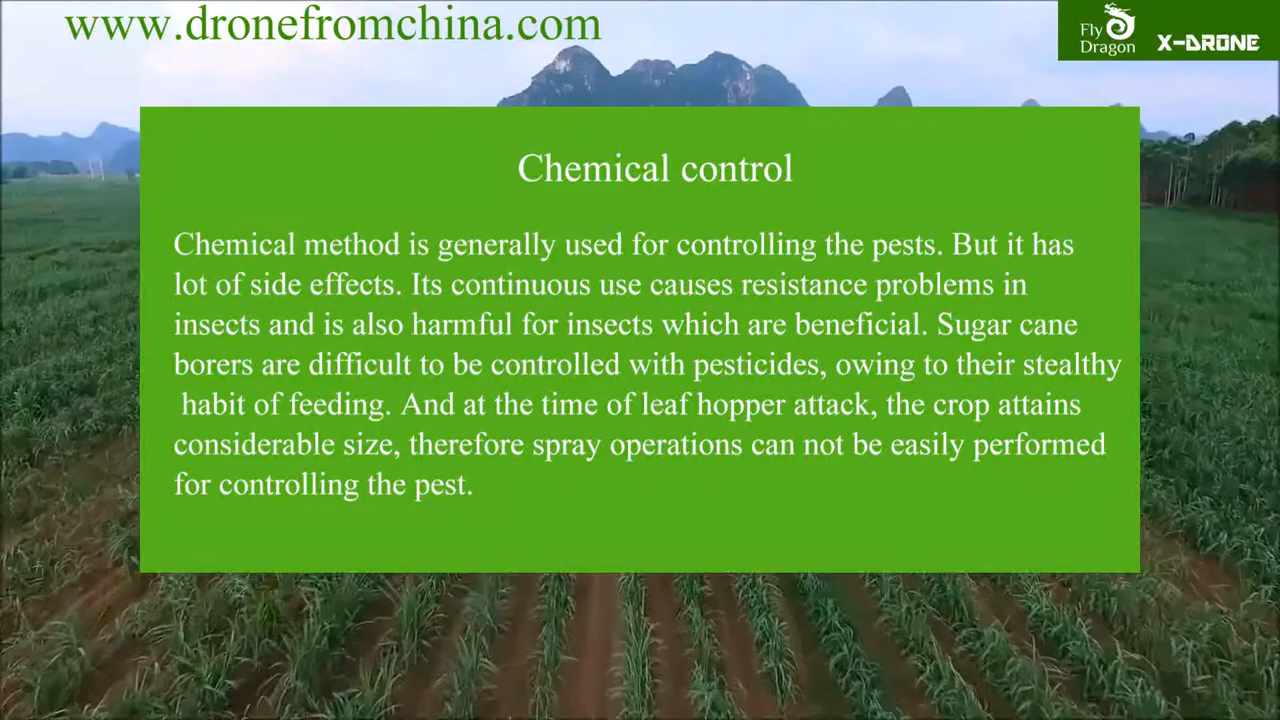 www.dronefromchina.com
Fly
Dragon
X-DRONE
Chemical control
Chemical method is generally used for controlling the pests. But it has
lot of side effects. Its continuous use causes resistance problems in
insects and is also harmful for insects which are beneficial. Sugar cane
borers are difficult to be controlled with pesticides, owing to their stealthy
habit of feeding. And at the time of leaf hopper attack, the crop attains
considerable size, therefore spray operations can not be easily performed
for controlling the pest.